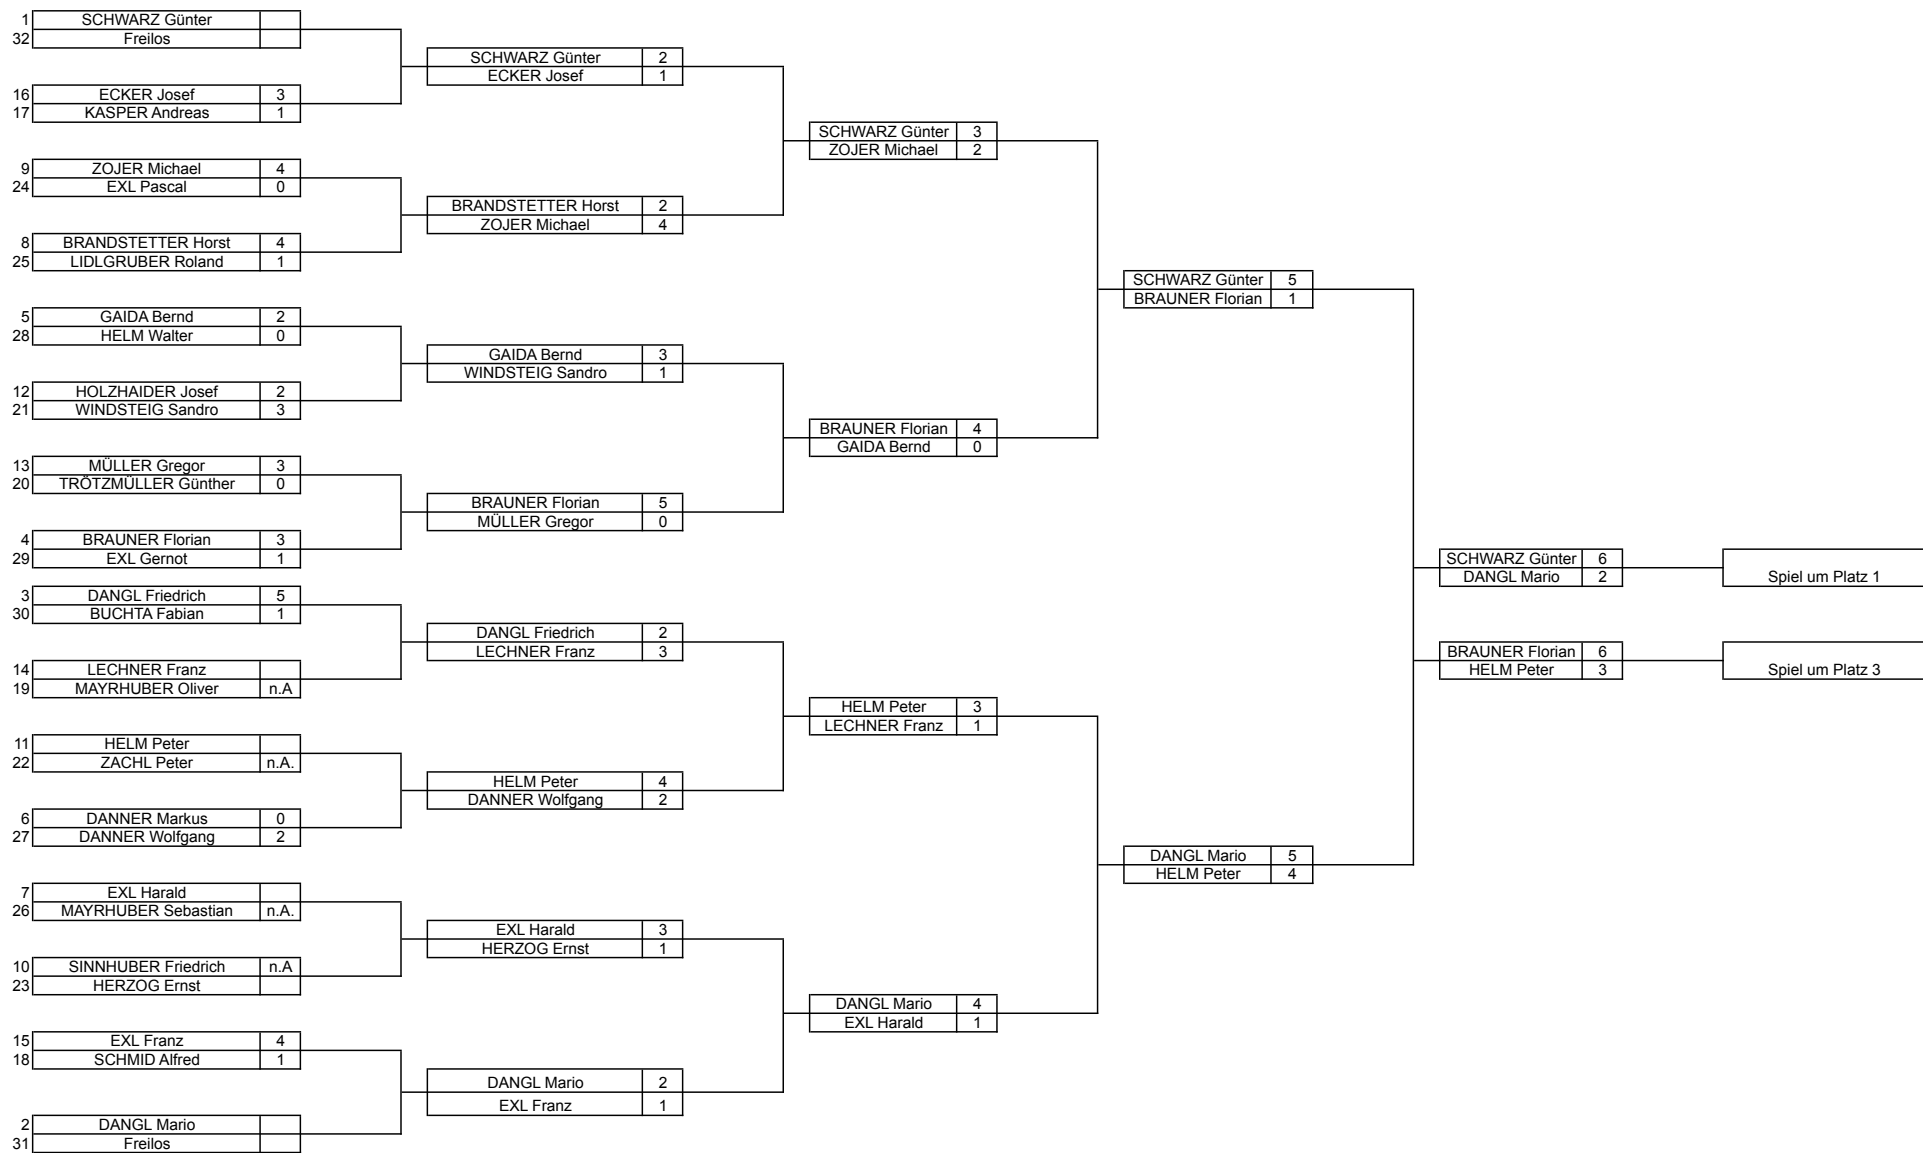 1 SCHWARZ Günter
32 Freilos
16 ECKER Josef 3
17 KASPER Andreas 1
9 ZOJER Michael 4
24 EXL Pascal 0
8 BRANDSTETTER Horst 4
25 LIDLGRUBER Roland 1
5 GAIDA Bernd 2
28 HELM Walter 0
12 HOLZHAIDER Josef 2
21 WINDSTEIG Sandro 3
13 MÜLLER Gregor 3
20 TRÖTZMÜLLER Günther 0
4 BRAUNER Florian 3
29 EXL Gernot 1
3 DANGL Friedrich 5
30 BUCHTA Fabian 1
14 LECHNER Franz
19 MAYRHUBER Oliver n.A
11 HELM Peter
22 ZACHL Peter n.A.
6 DANNER Markus 0
27 DANNER Wolfgang 2
7 EXL Harald
26 MAYRHUBER Sebastian n.A.
10 SINNHUBER Friedrich n.A
23 HERZOG Ernst
15 EXL Franz 4
18 SCHMID Alfred 1
2 DANGL Mario
31 Freilos
SCHWARZ Günter 2
ECKER Josef 1
BRANDSTETTER Horst 2
ZOJER Michael 4
GAIDA Bernd 3
WINDSTEIG Sandro 1
BRAUNER Florian 5
MÜLLER Gregor 0
DANGL Friedrich 2
LECHNER Franz 3
HELM Peter 4
DANNER Wolfgang 2
EXL Harald 3
HERZOG Ernst 1
DANGL Mario 2
EXL Franz 1
SCHWARZ Günter 3
ZOJER Michael 2
BRAUNER Florian 4
GAIDA Bernd 0
HELM Peter 3
LECHNER Franz 1
DANGL Mario 4
EXL Harald 1
SCHWARZ Günter 5
BRAUNER Florian 1
DANGL Mario 5
HELM Peter 4
SCHWARZ Günter 6
DANGL Mario 2
BRAUNER Florian 6
HELM Peter 3
Spiel um Platz 1
Spiel um Platz 3